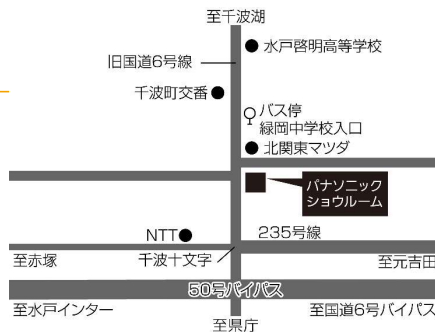 至千波湖
水戸啓明高等学校
旧国道6号線
千波町交番
バス停
緑岡中学校入口
北関東マツダ
パナソニック
ショウルーム
NTT
235号線
至赤塚
千波十文字
至元吉田
50号バイパス
至水戸インター
至国道6号バイパス
至県庁